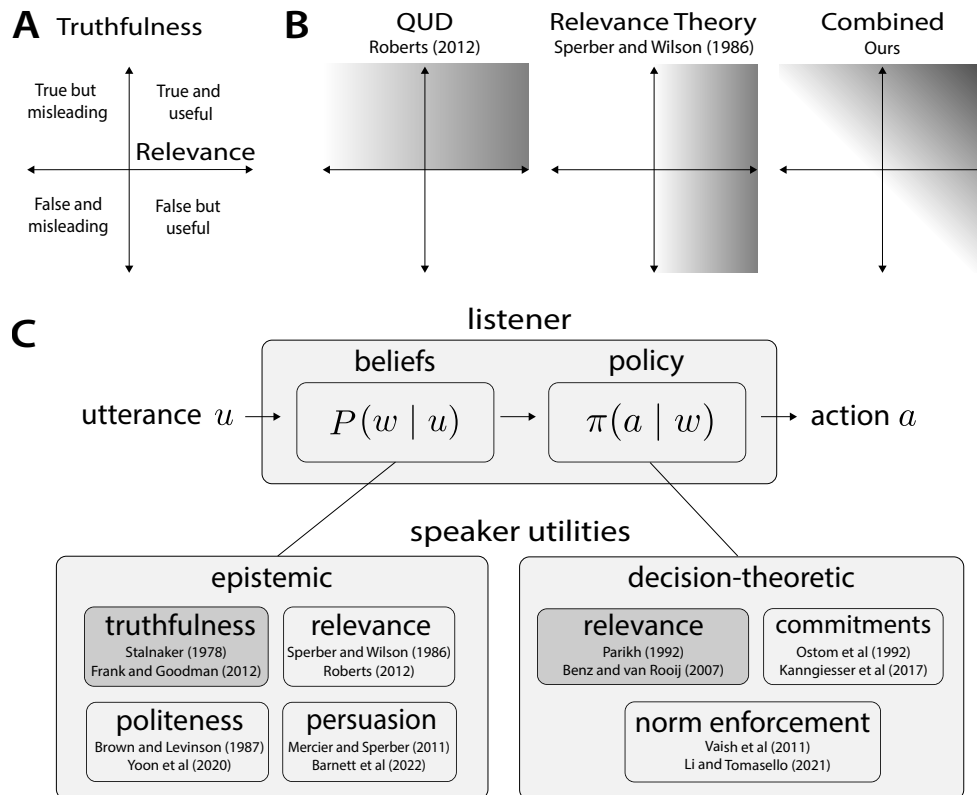 A
Truthfulness
True but
misleading
True and
useful
Relevance
False and
misleading
False but
useful
B
QUD
Roberts (2012)
Relevance Theory
Sperber and Wilson (1986)
Combined
Ours
C
listener
beliefs
policy
utterance u
P(w | u)
π(a | w)
action a
speaker utilities
epistemic
truthfulness
Stalnaker (1978)
Frank and Goodman (2012)
relevance
Sperber and Wilson (1986)
Roberts (2012)
politeness
Brown and Levinson (1987)
Yoon et al (2020)
persuasion
Mercier and Sperber (2011)
Barnett et al (2022)
decision-theoretic
relevance
Parikh (1992)
Benz and van Rooij (2007)
commitments
Ostom et al (1992)
Kanngiesser et al (2017)
norm enforcement
Vaish et al (2011)
Li and Tomasello (2021)